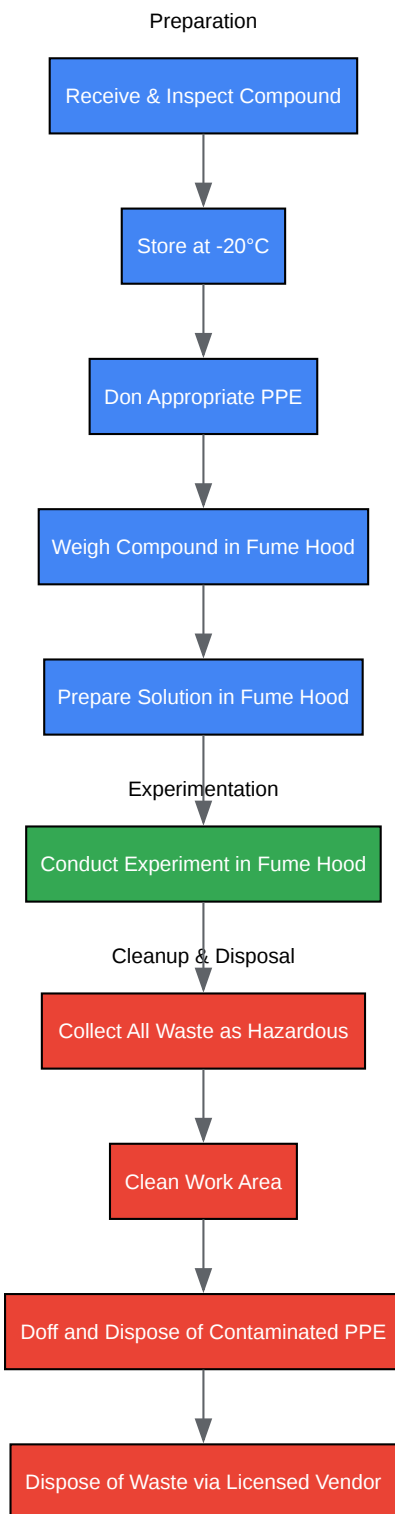 Preparation
Receive & Inspect Compound
Store at -20°C
Don Appropriate PPE
Weigh Compound in Fume Hood
Prepare Solution in Fume Hood
Experimentation
Conduct Experiment in Fume Hood
Cleanup & Disposal
Collect All Waste as Hazardous
Clean Work Area
Doff and Dispose of Contaminated PPE
Dispose of Waste via Licensed Vendor